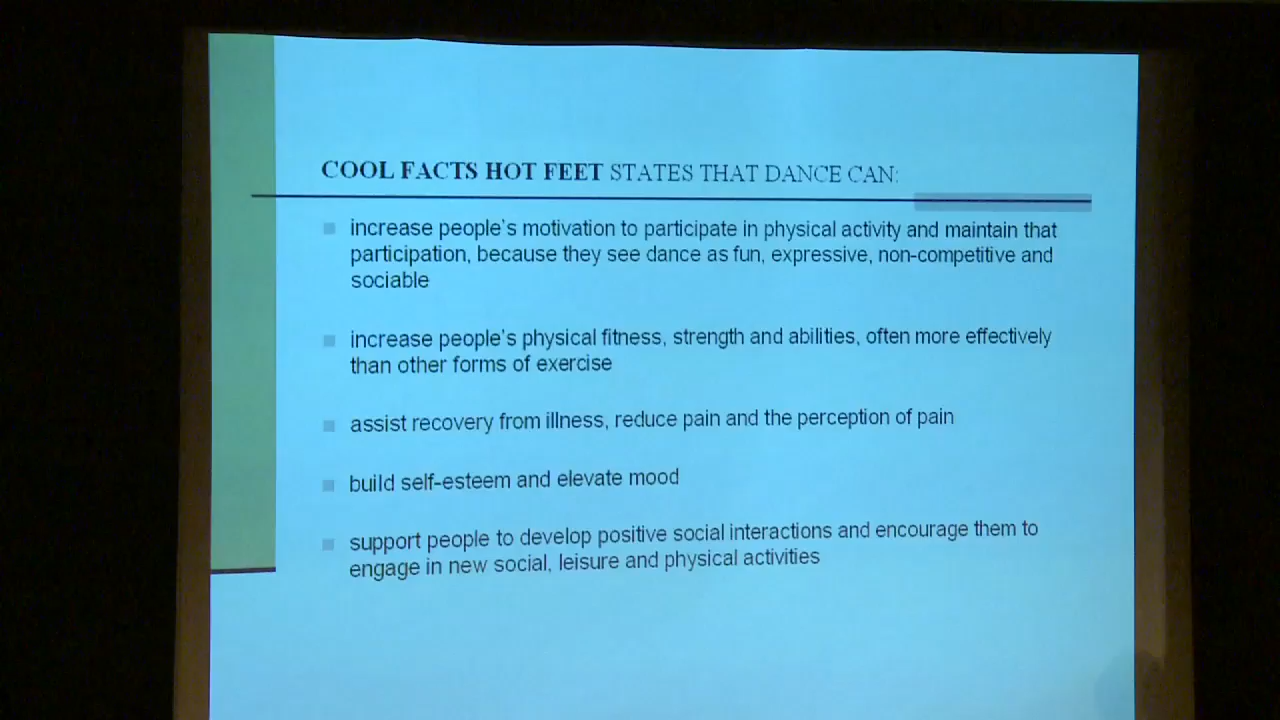 COOL FACTS HOT FEET STATES THAT DANCE CAN:
increase people's motivation to participate in physical activity and maintain that
participation, because they see dance as fun, expressive, non-competitive and
sociable
increase people's physical fitness, strength and abilities, often more effectively
than other forms of exercise
assist recovery from illness, reduce pain and the perception of pain
build self-esteem and elevate mood
support people to develop positive social interactions and encourage them to
engage in new social, leisure and physical activities